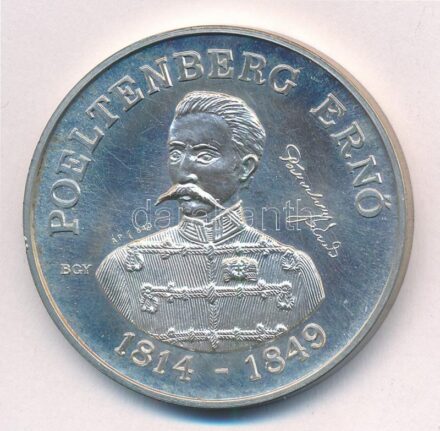 POELTENBERG ERNŐ
BGY
1814 - 1849